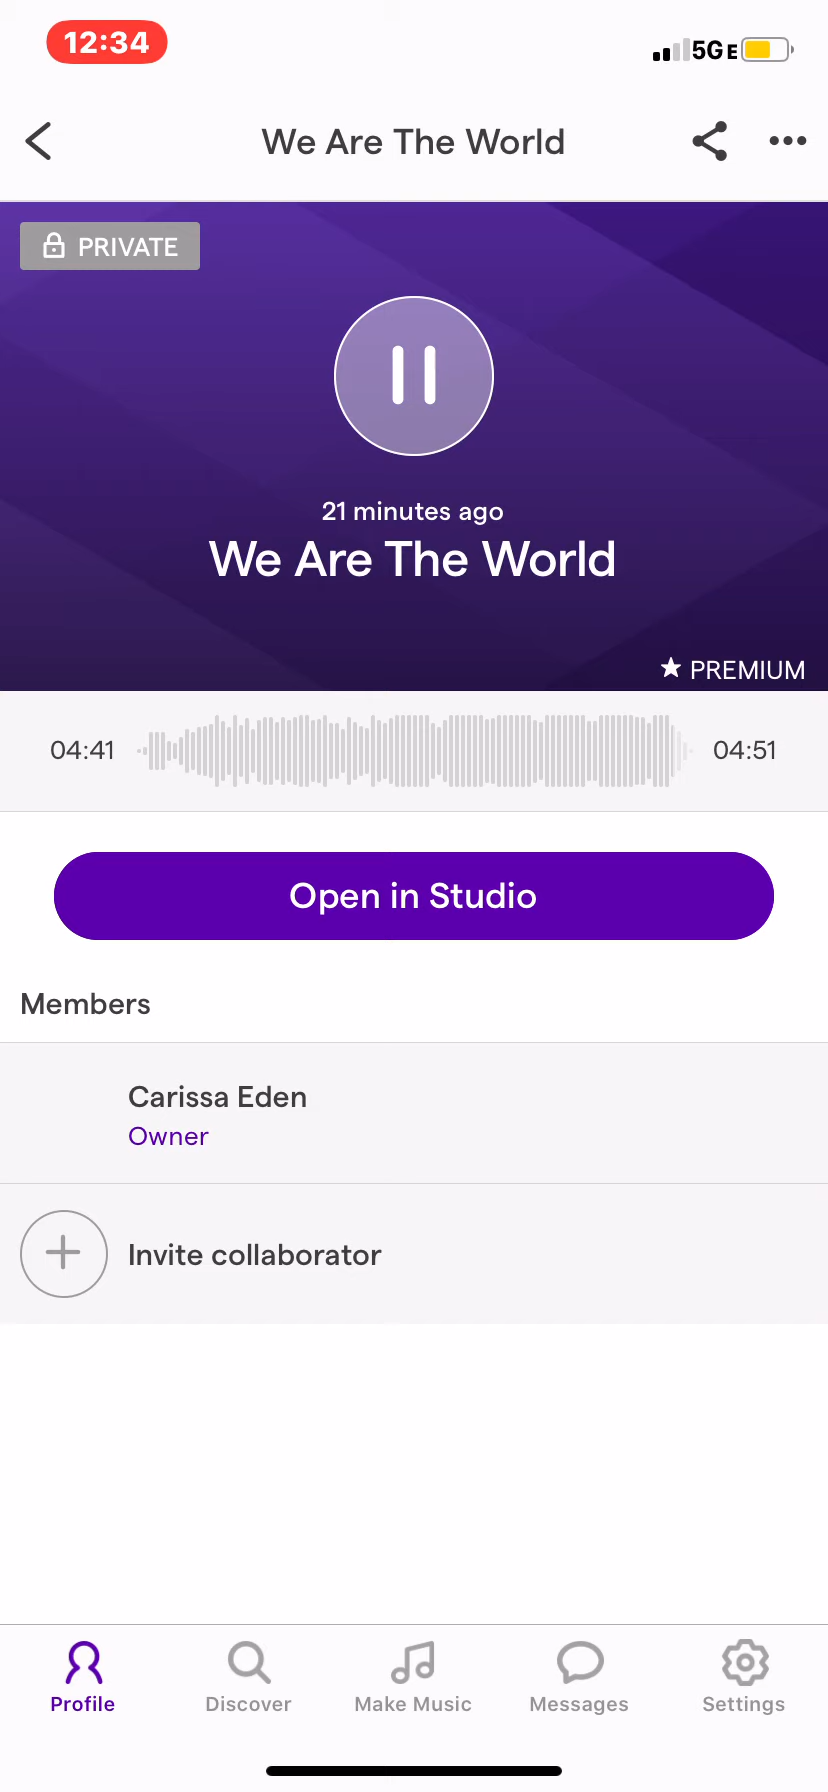 12:34
5G E
We Are The World
PRIVATE
21 minutes ago
We Are The World
★ PREMIUM
04:41
04:51
Open in Studio
Members
Carissa Eden
Owner
Invite collaborator
Profile
Discover
Make Music
Messages
Settings